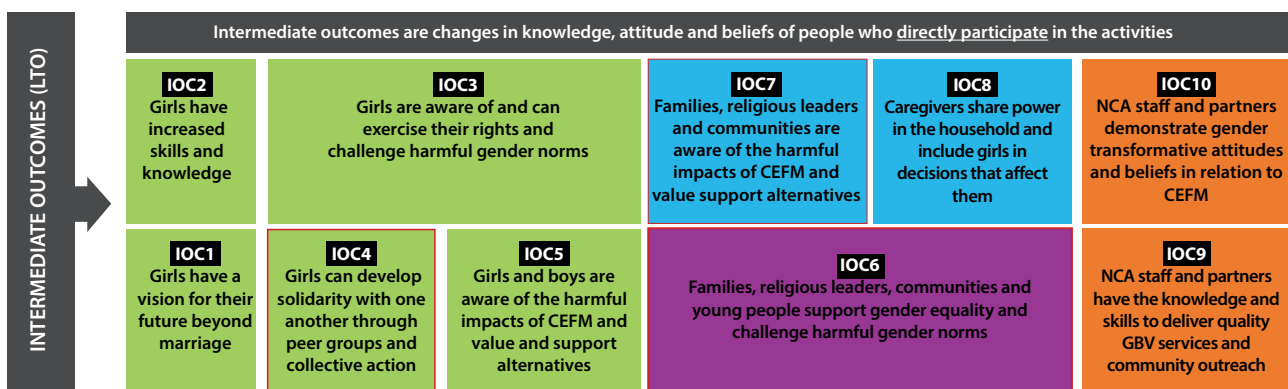 INTERMEDIATE OUTCOMES (LTO)
Intermediate outcomes are changes in knowledge, attitude and beliefs of people who directly participate in the activities
IOC2
Girls have
increased
skills and
knowledge
IOC3
Girls are aware of and can
exercise their rights and
challenge harmful gender norms
IOC7
Families, religious leaders
and communities are
aware of the harmful
impacts of CEFM and
value support alternatives
IOC8
Caregivers share power
in the household and
include girls in
decisions that affect
them
IOC10
NCA staff and partners
demonstrate gender
transformative attitudes
and beliefs in relation to
CEFM
IOC1
Girls have a
vision for their
future beyond
marriage
IOC4
Girls can develop
solidarity with one
another through
peer groups and
collective action
IOC5
Girls and boys are
aware of the harmful
impacts of CEFM and
value and support
alternatives
IOC6
Families, religious leaders, communities and
young people support gender equality and
challenge harmful gender norms
IOC9
NCA staff and partners
have the knowledge and
skills to deliver quality
GBV services and
community outreach